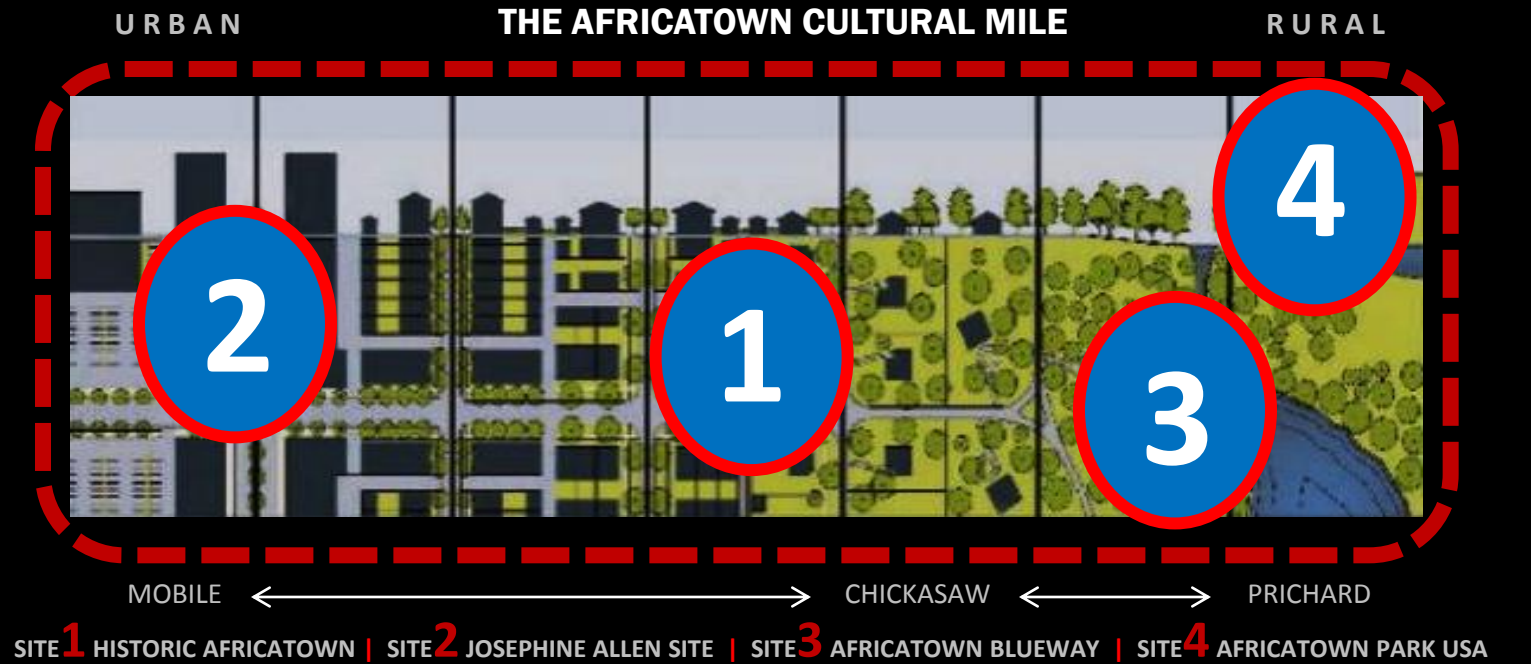 URBAN THE AFRICATOWN CULTURAL MILE RURAL
4
2
1
3
MOBILE CHICKASAW PRICHARD
SITE1 HISTORIC AFRICATOWN | SITE2 JOSEPHINE ALLEN SITE | SITE3 AFRICATOWN BLUEWAY | SITE4 AFRICATOWN PARK USA